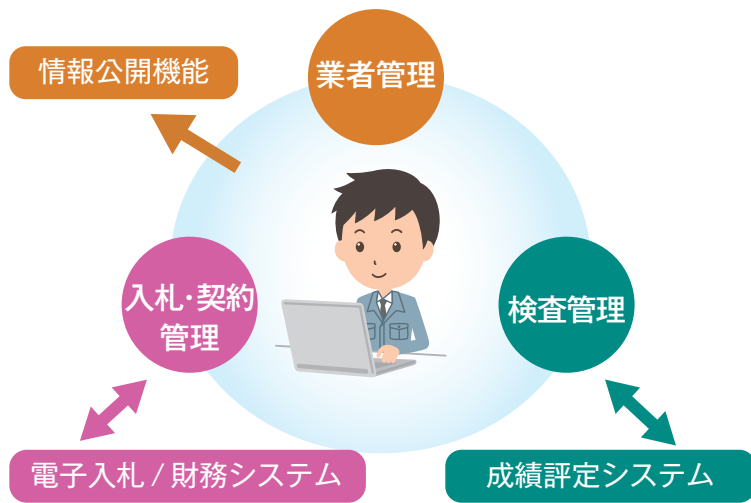 業者管理
情報公開機能
入札・契約
管理
検査管理
電子入札 / 財務システム
成績評定システム